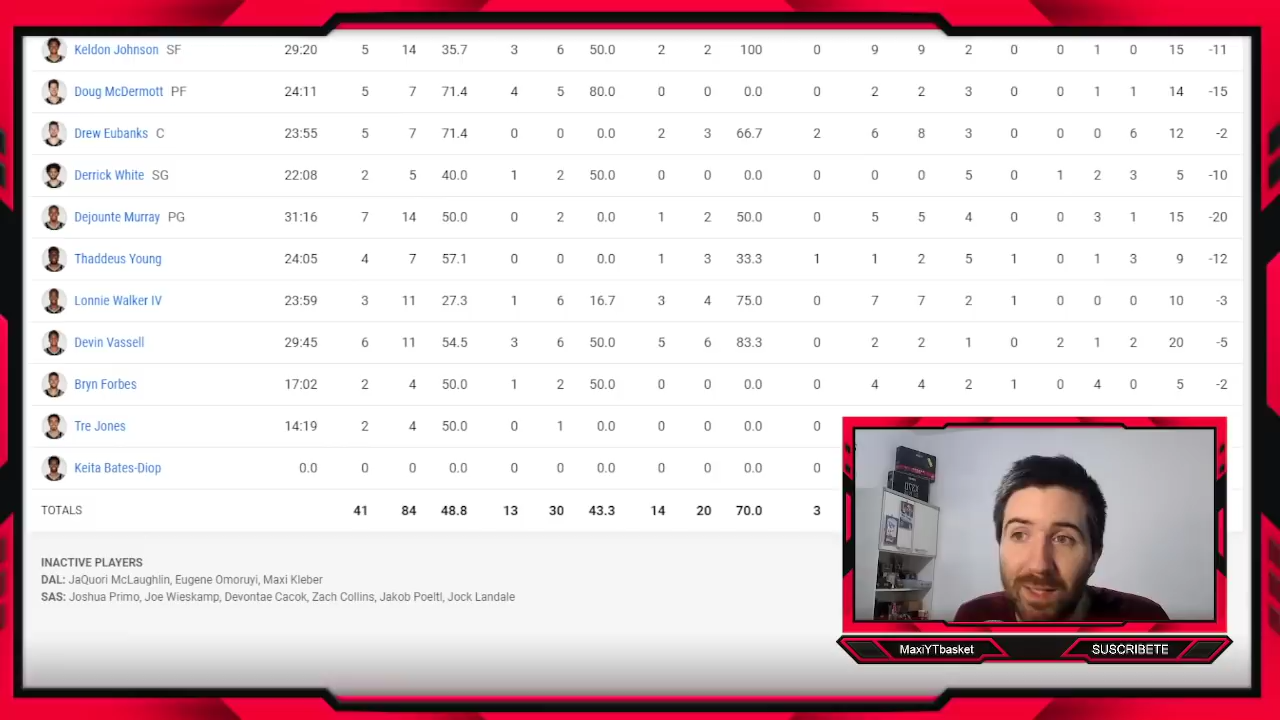 Keldon Johnson SF 29:20 5 14 35.7 3 6 50.0 2 2 100 0 9 9 2 0 0 1 0 15 -11
Doug McDermott PF 24:11 5 7 71.4 4 5 80.0 0 0 0.0 0 2 2 3 0 0 1 1 14 -15
Drew Eubanks C 23:55 5 7 71.4 0 0 0.0 2 3 66.7 2 6 8 3 0 0 0 6 12 -2
Derrick White SG 22:08 2 5 40.0 1 2 50.0 0 0 0.0 0 0 0 5 0 1 2 3 5 -10
Dejounte Murray PG 31:16 7 14 50.0 0 2 0.0 1 2 50.0 0 5 5 4 0 0 3 1 15 -20
Thaddeus Young 24:05 4 7 57.1 0 0 0.0 1 3 33.3 1 1 2 5 1 0 1 3 9 -12
Lonnie Walker IV 23:59 3 11 27.3 1 6 16.7 3 4 75.0 0 7 7 2 1 0 0 0 10 -3
Devin Vassell 29:45 6 11 54.5 3 6 50.0 5 6 83.3 0 2 2 1 0 2 1 2 20 -5
Bryn Forbes 17:02 2 4 50.0 1 2 50.0 0 0 0.0 0 4 4 2 1 0 4 0 5 -2
Tre Jones 14:19 2 4 50.0 0 1 0.0 0 0 0.0 0
Keita Bates-Diop 0.0 0 0 0.0 0 0 0.0 0 0 0.0 0
TOTALS 41 84 48.8 13 30 43.3 14 20 70.0 3
INACTIVE PLAYERS
DAL: JaQuori McLaughlin, Eugene Omoruyi, Maxi Kleber
SAS: Joshua Primo, Joe Wieskamp, Devontae Cacok, Zach Collins, Jakob Poeltl, Jock Landale
MaxiYTbasket
SUSCRIBETE